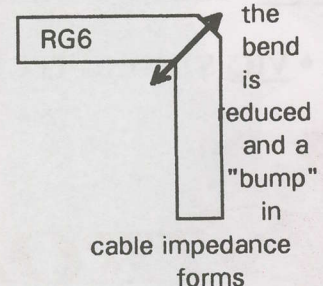 RG6
the
bend
is
reduced
and a
"bump"
in
cable impedance
forms